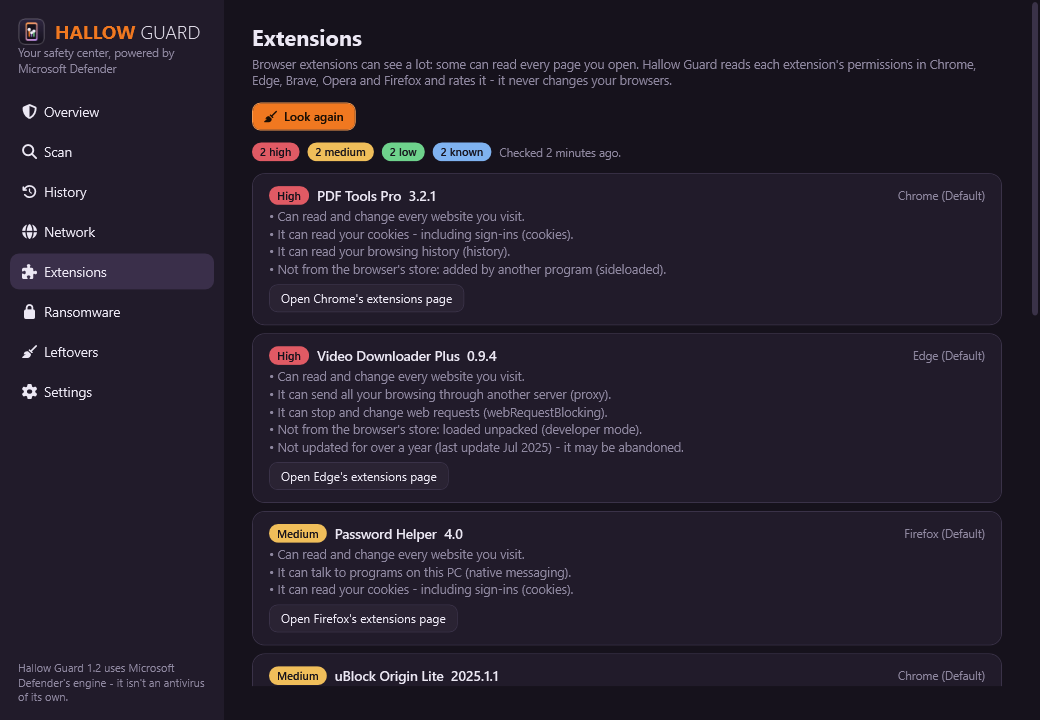 HALLOW GUARD
Your safety center, powered by
Microsoft Defender
Overview
Scan
History
Network
Extensions
Ransomware
Leftovers
Settings
Hallow Guard 1.2 uses Microsoft
Defender's engine - it isn't an antivirus
of its own.
Extensions
Browser extensions can see a lot: some can read every page you open. Hallow Guard reads each extension's permissions in Chrome,
Edge, Brave, Opera and Firefox and rates it - it never changes your browsers.
Look again
2 high 2 medium 2 low 2 known Checked 2 minutes ago.
High PDF Tools Pro 3.2.1 Chrome (Default)
• Can read and change every website you visit.
• It can read your cookies - including sign-ins (cookies).
• It can read your browsing history (history).
• Not from the browser's store: added by another program (sideloaded).
Open Chrome's extensions page
High Video Downloader Plus 0.9.4 Edge (Default)
• Can read and change every website you visit.
• It can send all your browsing through another server (proxy).
• It can stop and change web requests (webRequestBlocking).
• Not from the browser's store: loaded unpacked (developer mode).
• Not updated for over a year (last update Jul 2025) - it may be abandoned.
Open Edge's extensions page
Medium Password Helper 4.0 Firefox (Default)
• Can read and change every website you visit.
• It can talk to programs on this PC (native messaging).
• It can read your cookies - including sign-ins (cookies).
Open Firefox's extensions page
Medium uBlock Origin Lite 2025.1.1 Chrome (Default)